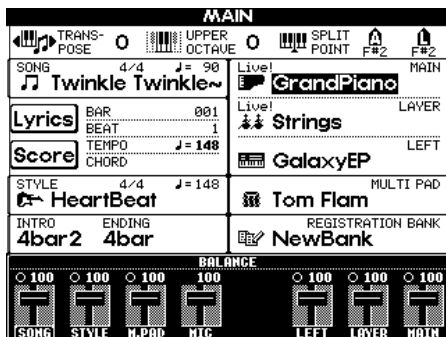 MAIN
TRANS-
POSE 0
UPPER
OCTAVE 0
SPLIT
POINT
F#2
L
F#2
SONG 4/4 ♩= 90
Twinkle Twinkle~
Live! MAIN
GrandPiano
Lyrics
BAR 001
BEAT 1
Live! LAYER
Strings
Score
TEMPO ♩= 148
CHORD
LEFT
GalaxyEP
STYLE 4/4 ♩= 148
HeartBeat
MULTI PAD
Tom Flam
INTRO ENDING
4bar2 4bar
REGISTRATION BANK
NewBank
BALANCE
100 100 100 100 100 100 100
SONG STYLE M.PAD MIC LEFT LAYER MAIN